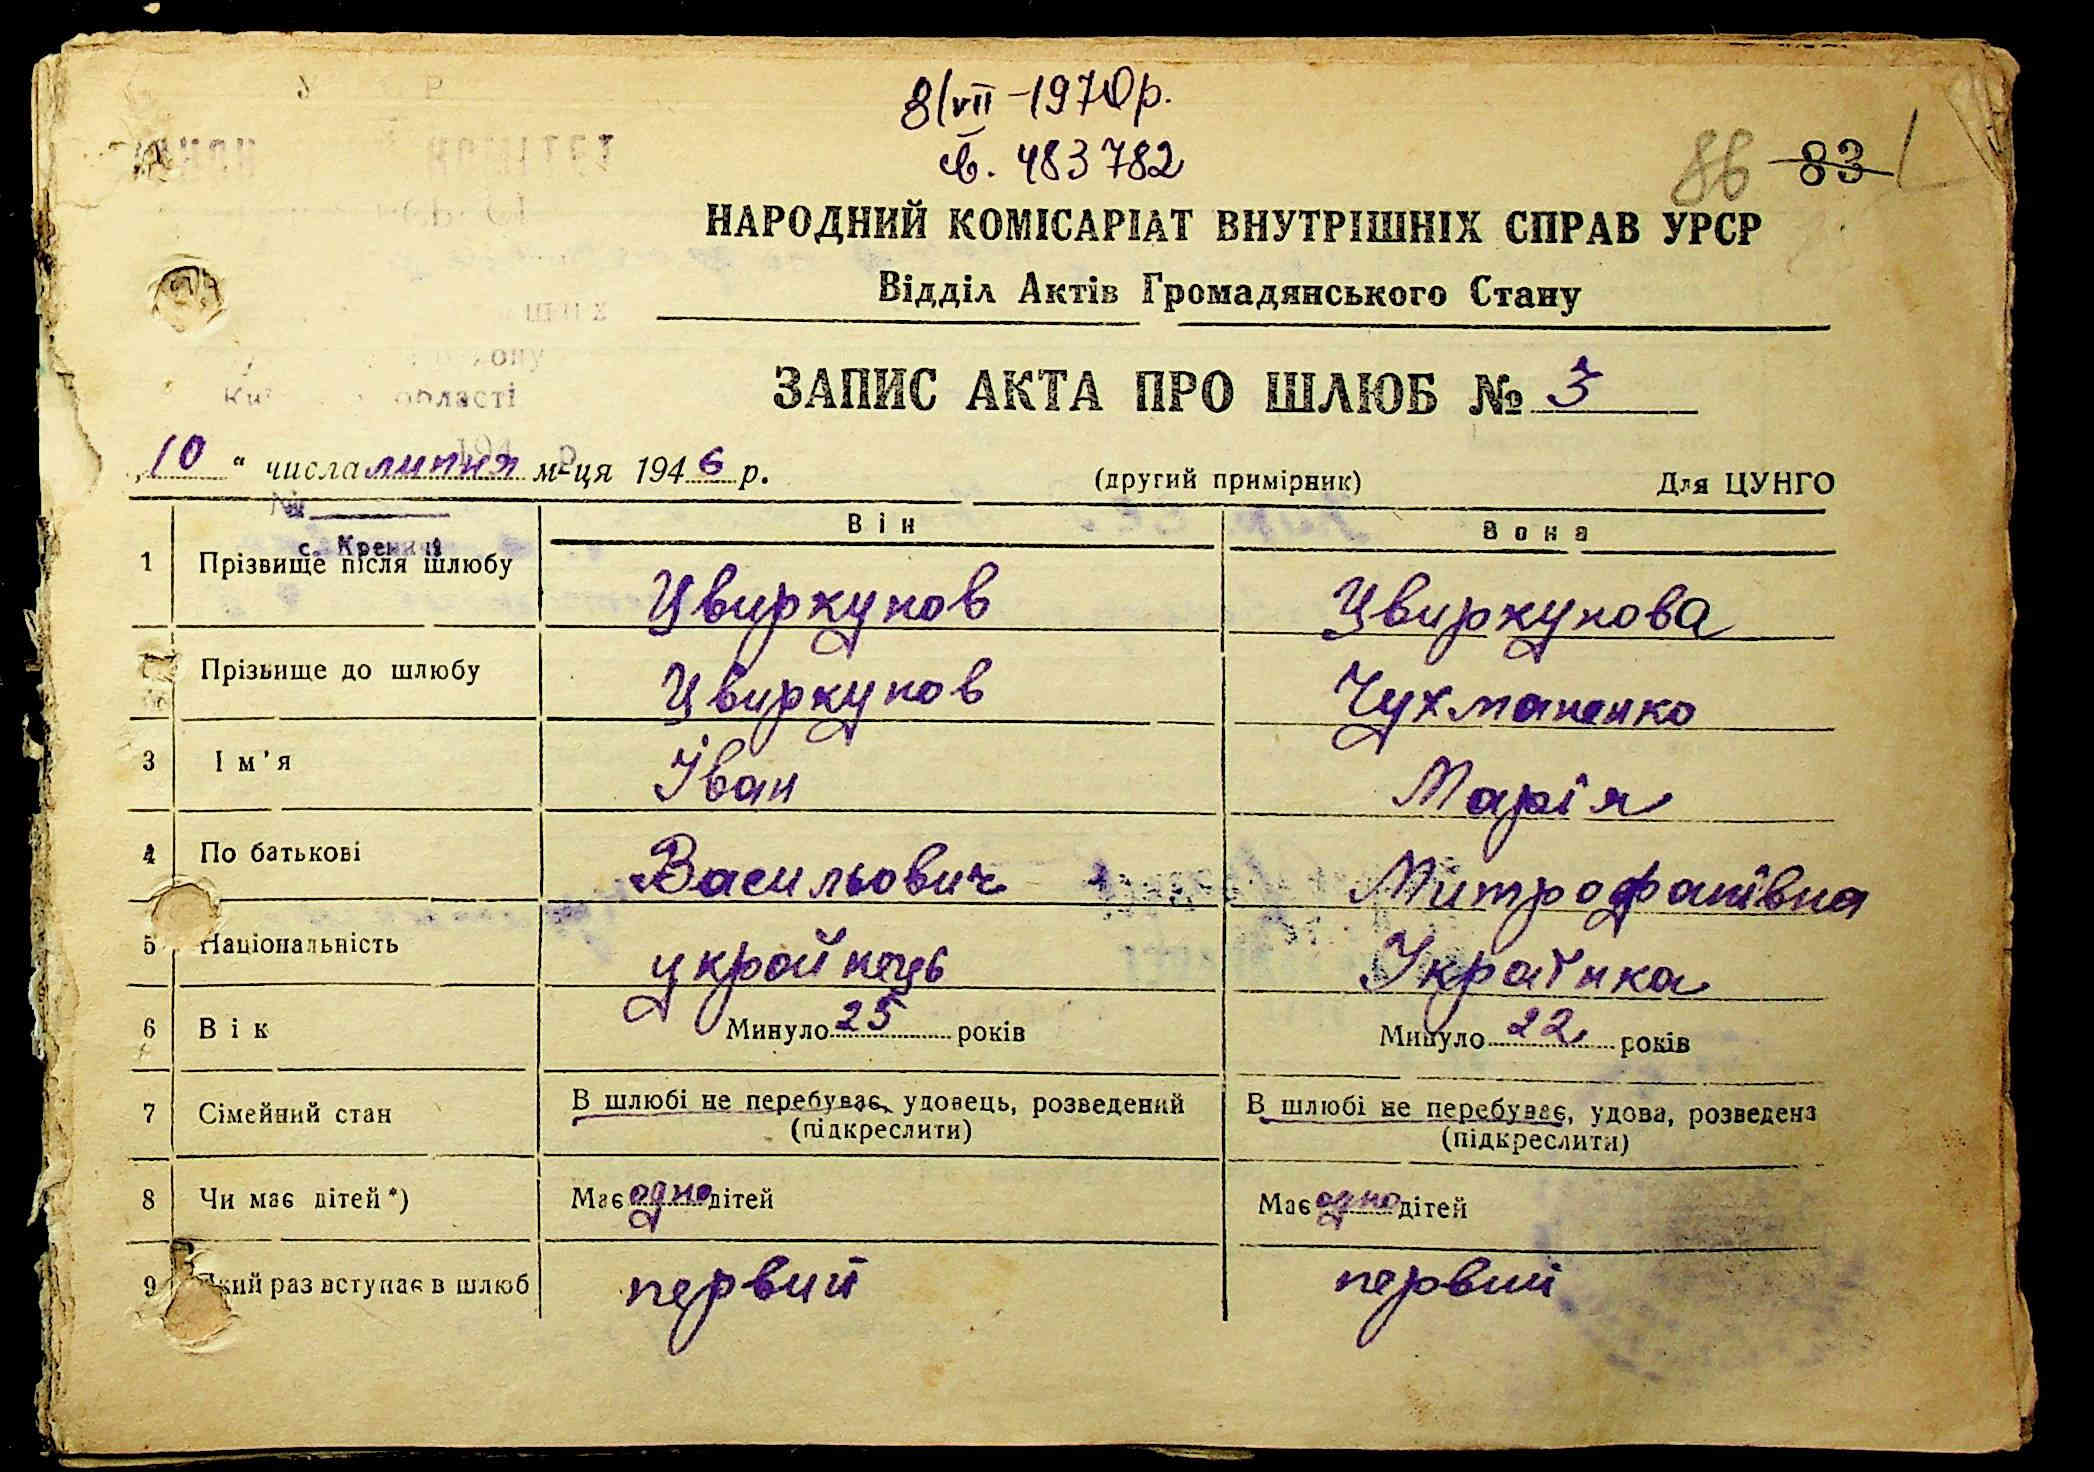 8/VII-1970р.
св. 483782
86 83
НАРОДНИЙ КОМІСАРІАТ ВНУТРІШНІХ СПРАВ УРСР
Відділ Актів Громадянського Стану
області
ЗАПИС АКТА ПРО ШЛЮБ № 3
„10“ числа липня м-ця 1946 р. (другий примірник) Для ЦУНГО
№
Він Вона
с. Креничі
1 Прізвище після шлюбу Цвиркунов Цвиркунова
Прізвище до шлюбу Цвиркунов Чухманенко
3 Ім'я Іван Марія
4 По батькові Васильович Митрофанівна
5 Національність украйнець Українка
6 Вік Минуло 25 років Минуло 22 років
7 Сімейний стан В шлюбі не перебуває, удовець, розведений В шлюбі не перебуває, удова, розведена
(підкреслити) (підкреслити)
8 Чи має дітей*) Має одно дітей Має одно дітей
9 Який раз вступає в шлюб первий первий